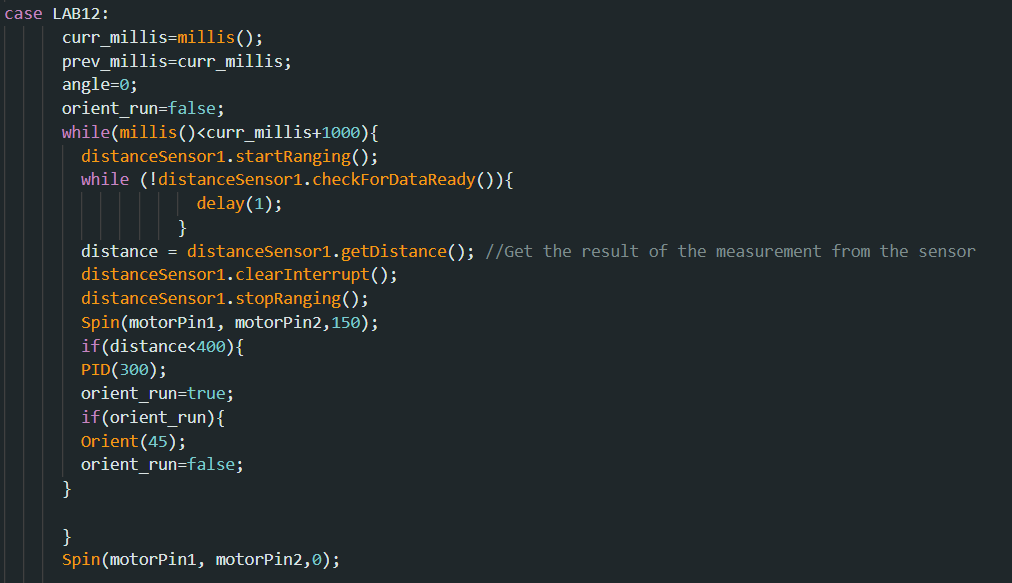 case LAB12:
curr_millis=millis();
prev_millis=curr_millis;
angle=0;
orient_run=false;
while(millis()<curr_millis+1000){
distanceSensor1.startRanging();
while (!distanceSensor1.checkForDataReady()){
delay(1);
}
distance = distanceSensor1.getDistance(); //Get the result of the measurement from the sensor
distanceSensor1.clearInterrupt();
distanceSensor1.stopRanging();
Spin(motorPin1, motorPin2,150);
if(distance<400){
PID(300);
orient_run=true;
if(orient_run){
Orient(45);
orient_run=false;
}
}
Spin(motorPin1, motorPin2,0);